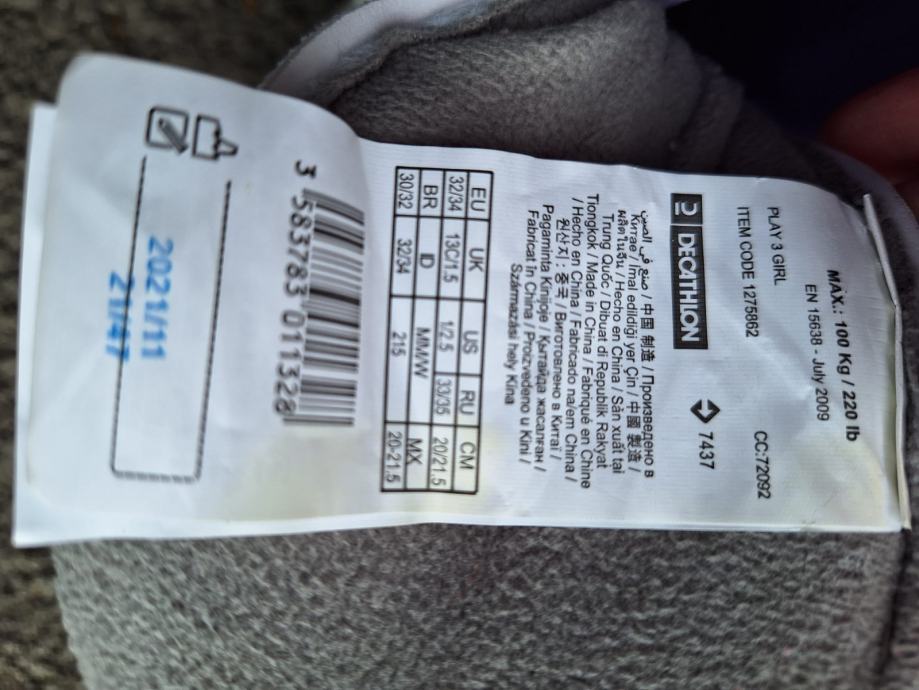 MAX.: 100 Kg / 220 lb
EN 15638 - July 2009
PLAY 3 GIRL
ITEM CODE 1275862
CC:72092
DECATHLON
7437
صنع في الصين / 中国 制造 / Произведено в
Китае / İmal edildiği yer Çin / 中國 製造 /
ผลิตในจีน / Hecho en China / Sản xuất tại
Trung Quốc / Dibuat di Republik Rakyat
Tiongkok / Made in China / Fabriqué en Chine
/ Hecho en China / Fabricado na/em China /
원산지 : 중국 / Виготовлено в Китаї /
Pagaminta Kinijoje / Қытайда жасалған /
Fabricat în China / Proizvedeno u Kini /
Származási hely Kína
EU UK US RU CM
32/34 13C/1.5 1/2.5 33/35 20/21.5
BR ID MM/W MX
30/32 32/34 215 20-21.5
3 583783 011328
2021/11
21/47